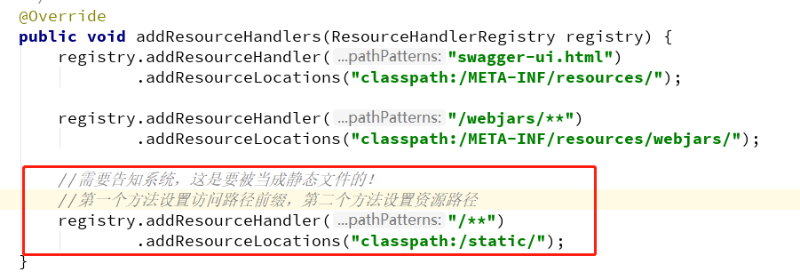 @Override
public void addResourceHandlers(ResourceHandlerRegistry registry) {
registry.addResourceHandler( ...pathPatterns: "swagger-ui.html")
.addResourceLocations("classpath:/META-INF/resources/");
registry.addResourceHandler( ...pathPatterns: "/webjars/**")
.addResourceLocations("classpath:/META-INF/resources/webjars/");
//需要告知系统，这是要被当成静态文件的！
//第一个方法设置访问路径前缀，第二个方法设置资源路径
registry.addResourceHandler( ...pathPatterns: "/**")
.addResourceLocations("classpath:/static/");
}